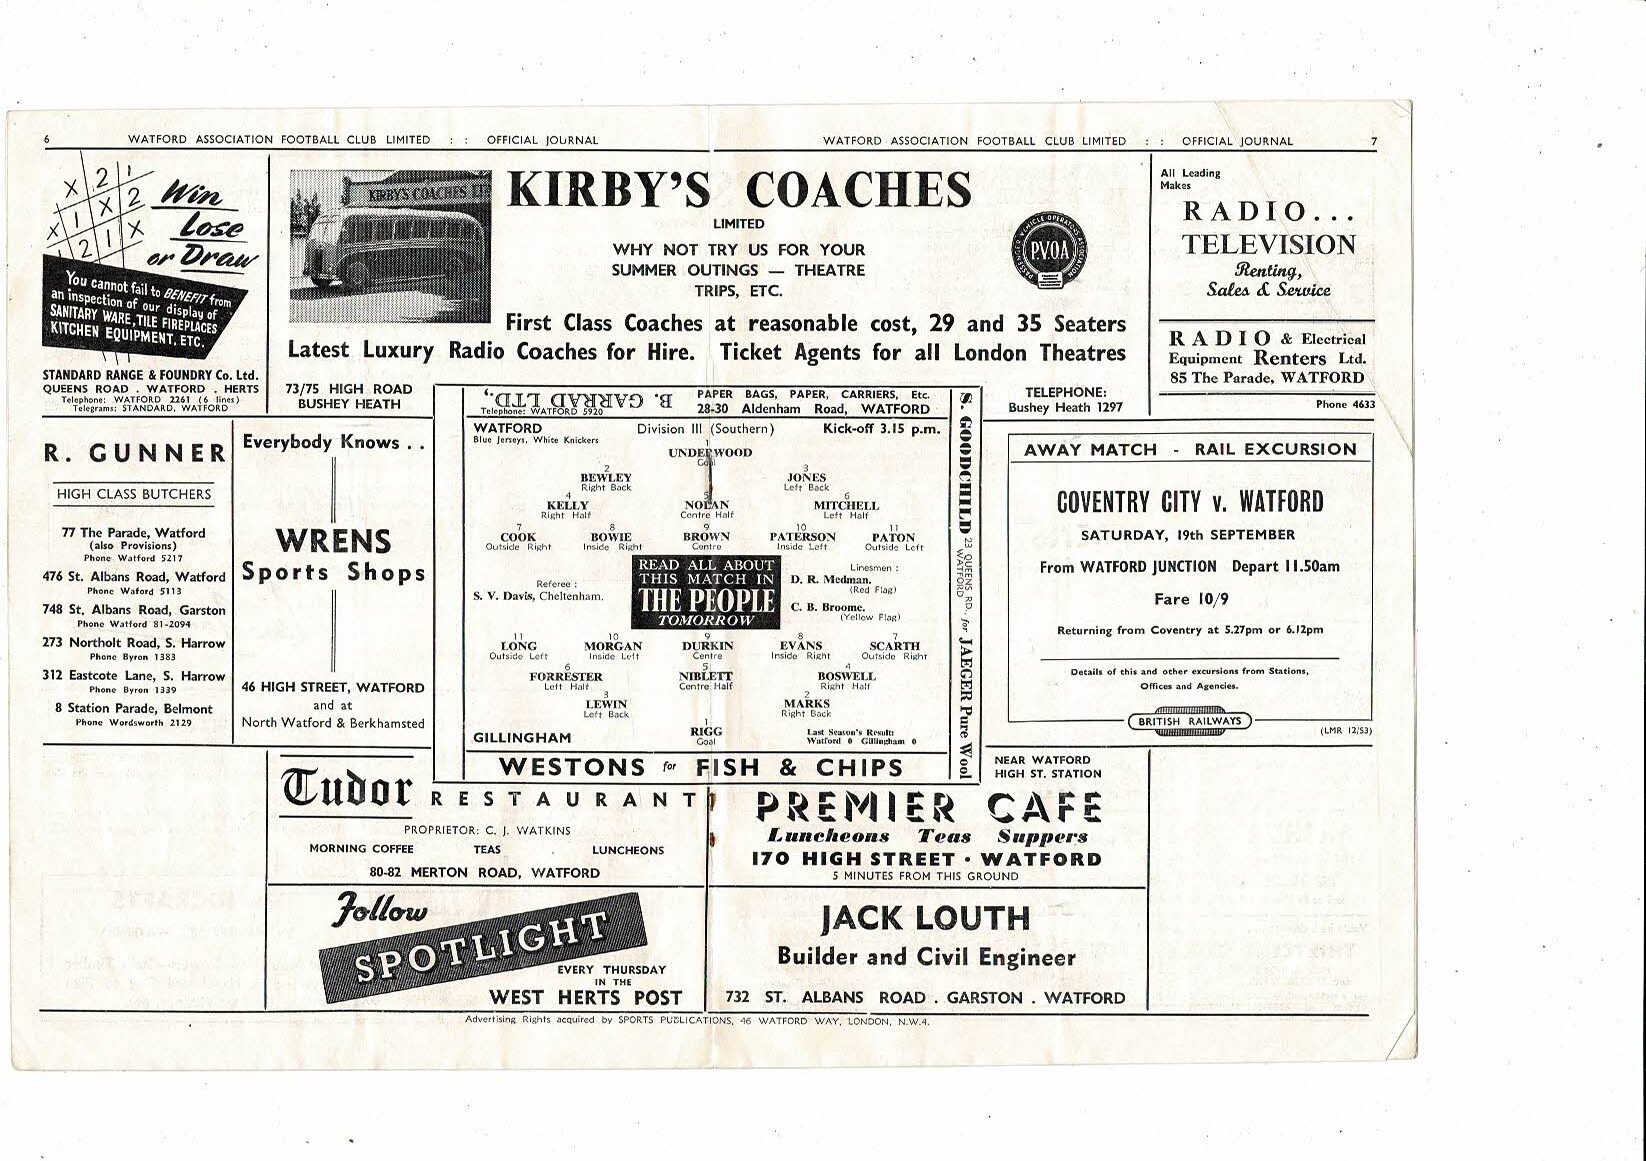 6
WATFORD ASSOCIATION FOOTBALL CLUB LIMITED : : OFFICIAL JOURNAL
WATFORD ASSOCIATION FOOTBALL CLUB LIMITED : : OFFICIAL JOURNAL
7
X 2 1
1 X 2
X 2 1 X
Win
Lose
or Draw
You cannot fail to BENEFIT from
an inspection of our display of
SANITARY WARE, TILE FIREPLACES
KITCHEN EQUIPMENT, ETC.
STANDARD RANGE & FOUNDRY Co. Ltd.
QUEENS ROAD . WATFORD . HERTS
Telephone: WATFORD 2261 (6 lines)
Telegrams: STANDARD, WATFORD
KIRBY'S COACHES LT
KIRBY'S COACHES
LIMITED
WHY NOT TRY US FOR YOUR
SUMMER OUTINGS — THEATRE
TRIPS, ETC.
PASSENGER VEHICLE OPERATORS ASSOCIATION
P.V.O.A
First Class Coaches at reasonable cost, 29 and 35 Seaters
Latest Luxury Radio Coaches for Hire. Ticket Agents for all London Theatres
73/75 HIGH ROAD
BUSHEY HEATH
TELEPHONE:
Bushey Heath 1297
All Leading
Makes
RADIO...
TELEVISION
Renting,
Sales & Service
RADIO & Electrical
Equipment Renters Ltd.
85 The Parade, WATFORD
Phone 4633
R. GUNNER
HIGH CLASS BUTCHERS
77 The Parade, Watford
(also Provisions)
Phone Watford 5217
476 St. Albans Road, Watford
Phone Waford 5113
748 St, Albans Road, Garston
Phone Watford 81-2094
273 Northolt Road, S. Harrow
Phone Byron 1383
312 Eastcote Lane, S. Harrow
Phone Byron 1339
8 Station Parade, Belmont
Phone Wordsworth 2129
Everybody Knows . .
WRENS
Sports Shops
46 HIGH STREET, WATFORD
and at
North Watford & Berkhamsted
B. GARRAD LTD."
Telephone: WATFORD 5920
PAPER BAGS, PAPER, CARRIERS, Etc.
28-30 Aldenham Road, WATFORD
WATFORD
Blue Jerseys, White Knickers
Division III (Southern)
Kick-off 3.15 p.m.
1
UNDERWOOD
Goal
2 3
BEWLEY JONES
Right Back Left Back
4 5 6
KELLY NOLAN MITCHELL
Right Half Centre Half Left Half
7 8 9 10 11
COOK BOWIE BROWN PATERSON PATON
Outside Right Inside Right Centre Inside Left Outside Left
Referee :
S. V. Davis, Cheltenham.
READ ALL ABOUT
THIS MATCH IN
THE PEOPLE
TOMORROW
Linesmen :
D. R. Medman.
(Red Flag)
C. B. Broome.
(Yellow Flag)
11 10 9 8 7
LONG MORGAN DURKIN EVANS SCARTH
Outside Left Inside Left Centre Inside Right Outside Right
6 5 4
FORRESTER NIBLETT BOSWELL
Left Half Centre Half Right Half
3 2
LEWIN MARKS
Left Back Right Back
1
RIGG
Goal
GILLINGHAM
Last Season's Result:
Watford 0 Gillingham 0
WESTONS for FISH & CHIPS
S. GOODCHILD 23 QUEENS RD. WATFORD for JAEGER Pure Wool
AWAY MATCH - RAIL EXCURSION
COVENTRY CITY v. WATFORD
SATURDAY, 19th SEPTEMBER
From WATFORD JUNCTION Depart 11.50am
Fare 10/9
Returning from Coventry at 5.27pm or 6.12pm
Details of this and other excursions from Stations,
Offices and Agencies.
BRITISH RAILWAYS
(LMR 12/53)
Tudor RESTAURANT
PROPRIETOR: C. J. WATKINS
MORNING COFFEE TEAS . LUNCHEONS
80-82 MERTON ROAD, WATFORD
NEAR WATFORD
HIGH ST. STATION
PREMIER CAFE
Luncheons Teas Suppers
170 HIGH STREET · WATFORD
5 MINUTES FROM THIS GROUND
Follow
SPOTLIGHT
EVERY THURSDAY
IN THE
WEST HERTS POST
JACK LOUTH
Builder and Civil Engineer
732 ST. ALBANS ROAD . GARSTON . WATFORD
Advertising Rights acquired by SPORTS PUBLICATIONS, 46 WATFORD WAY, LONDON, N.W.4.